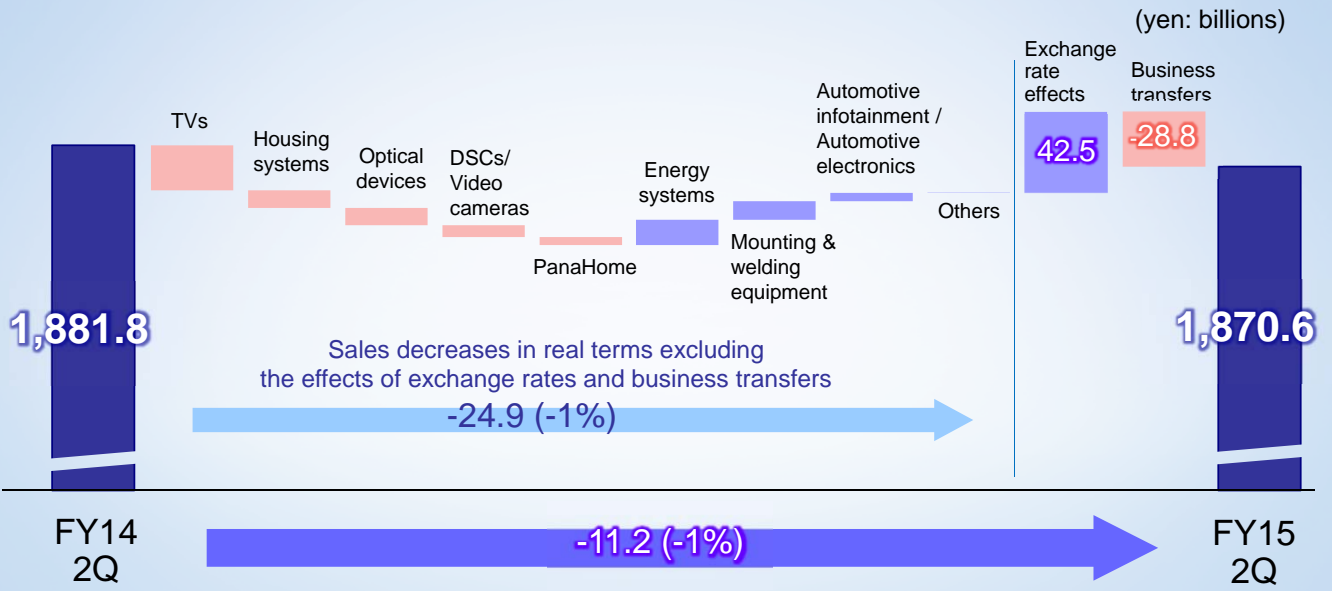 (yen: billions)
TVs
Housing
systems
Optical
devices
DSCs/
Video
cameras
PanaHome
Energy
systems
Mounting &
welding
equipment
Automotive
infotainment /
Automotive
electronics
Others
Exchange
rate
effects
42.5
Business
transfers
-28.8
1,881.8
1,870.6
Sales decreases in real terms excluding
the effects of exchange rates and business transfers
-24.9 (-1%)
FY14
2Q
-11.2 (-1%)
FY15
2Q